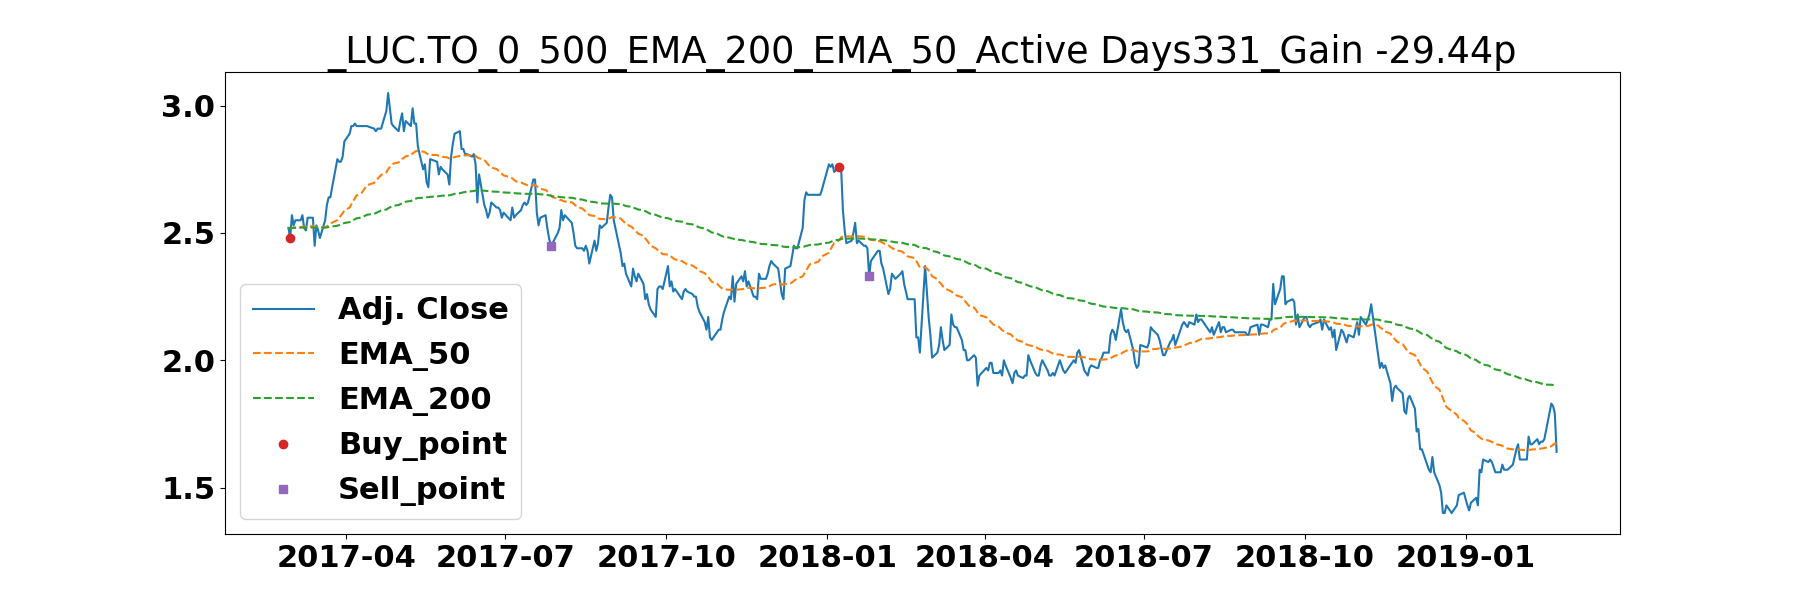 _LUC.TO_0_500_EMA_200_EMA_50_Active Days331_Gain -29.44p
3.0
2.5
2.0
1.5
Adj. Close
EMA_50
EMA_200
Buy_point
Sell_point
2017-04 2017-07 2017-10 2018-01 2018-04 2018-07 2018-10 2019-01